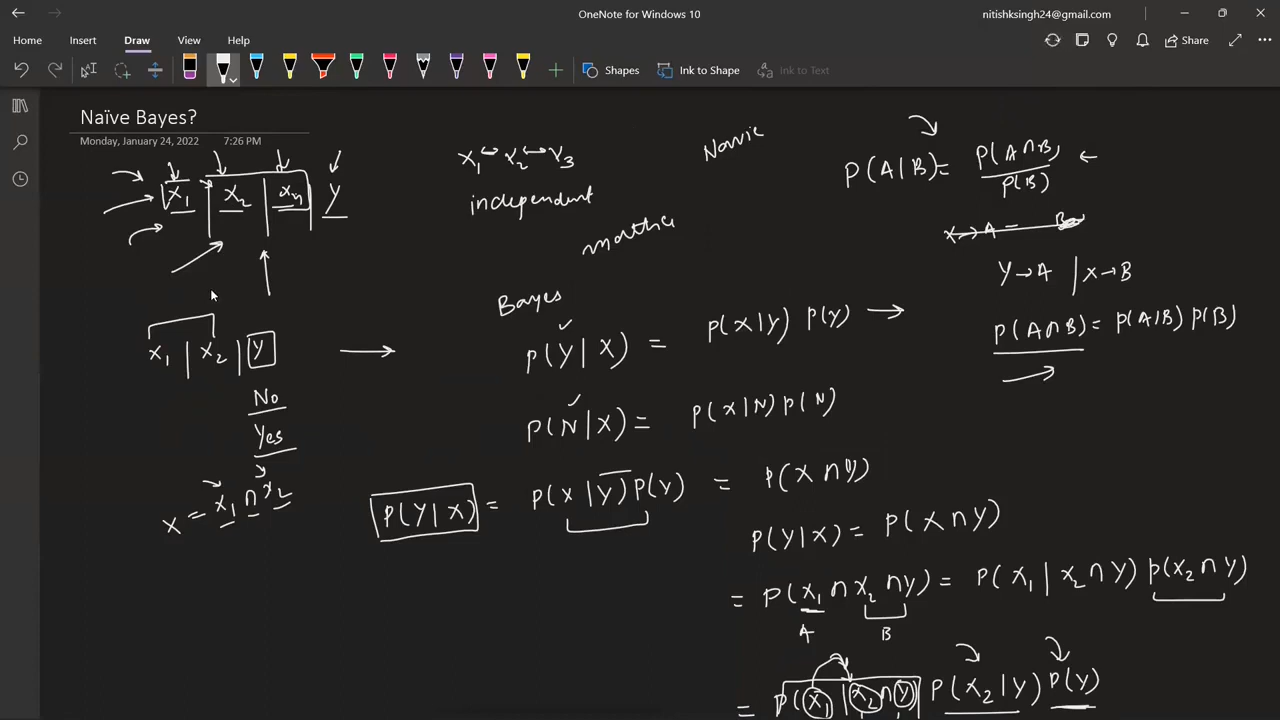 OneNote for Windows 10
nitishksingh24@gmail.com
Home Insert Draw View Help
Share
Shapes
Ink to Shape
Ink to Text
Naïve Bayes?
Monday, January 24, 2022 7:26 PM
x₁ | x₂ | xₙ | Y
x₁ ↔ x₂ ↔ x₃
independent
P(A|B) = P(A∩B) / P(B)
Y→A | X→B
P(A∩B) = P(A|B) P(B)
Bayes
x₁ | x₂ | Y
No
Yes
x = x₁ ∩ x₂
P(Y|X) = P(X|Y) P(Y) →
P(N|X) = P(X|N) P(N)
P(Y|X) = P(X|Y) P(Y) = P(X∩Y)
P(Y|X) = P(X∩Y)
= P(X₁ ∩ X₂ ∩ Y) = P(X₁ | X₂ ∩ Y) P(X₂ ∩ Y)
A B
= P(X₁ | X₂ ∩ Y) P(X₂|Y) P(Y)